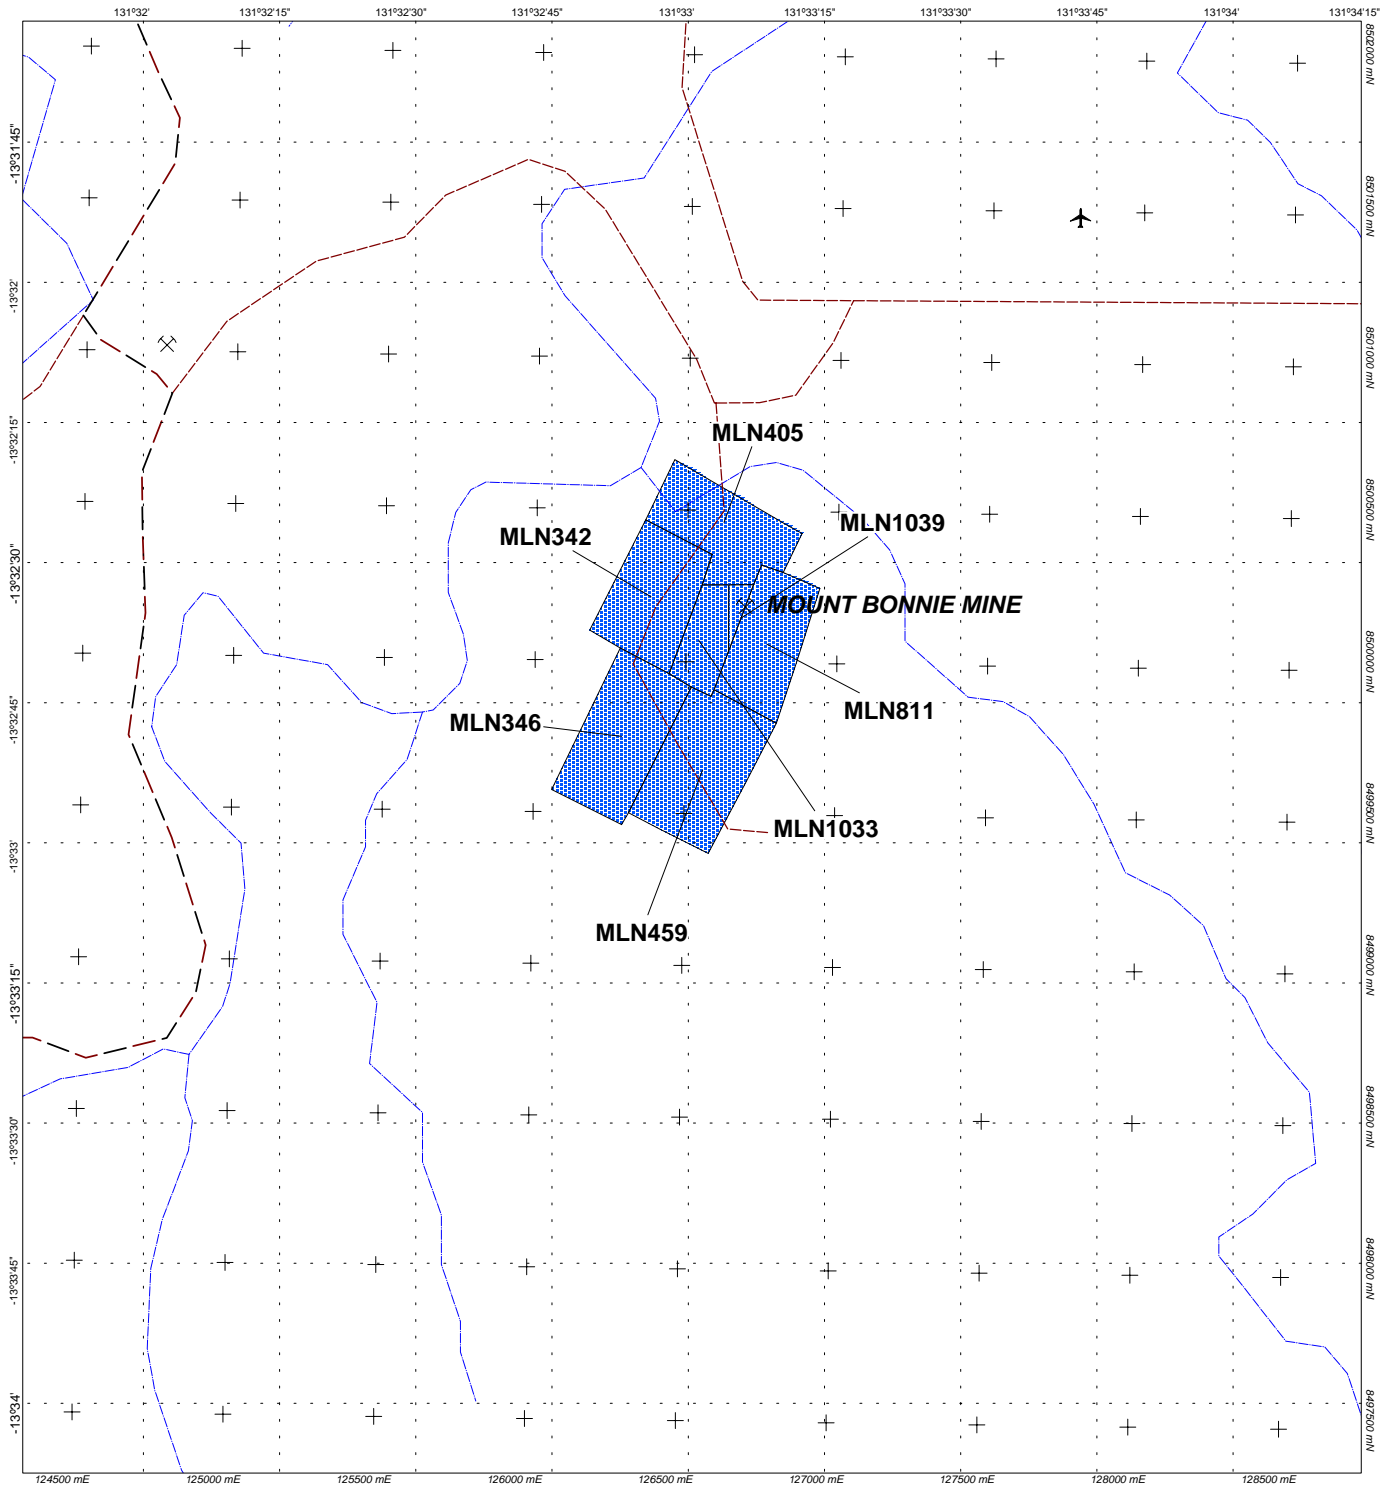 131°32'
131°32'15"
131°32'30"
131°32'45"
131°33'
131°33'15"
131°33'30"
131°33'45"
131°34'
131°34'15"
8502000 mN
-13°31'45"
8501500 mN
-13°32'
8501000 mN
-13°32'15"
MLN405
8500500 mN
MLN1039
MLN342
-13°32'30"
MOUNT BONNIE MINE
8500000 mN
-13°32'45"
MLN811
MLN346
8499500 mN
MLN1033
-13°33'
MLN459
8499000 mN
-13°33'15"
8498500 mN
-13°33'30"
8498000 mN
-13°33'45"
8497500 mN
-13°34'
124500 mE
125000 mE
125500 mE
126000 mE
126500 mE
127000 mE
127500 mE
128000 mE
128500 mE